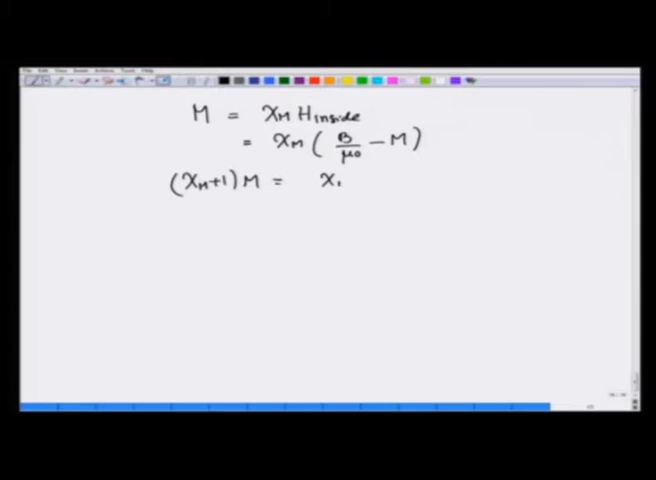 M = χM Hinside
= χM ( B/μ0 − M )
(χM+1) M = χ